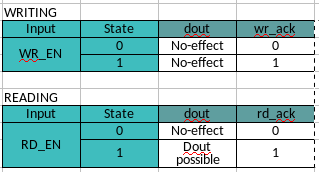 WRITING
Input State dout wr_ack
WR_EN 0 No-effect 0
1 No-effect 1
READING
Input State dout rd_ack
RD_EN 0 No-effect 0
1 Dout possible 1